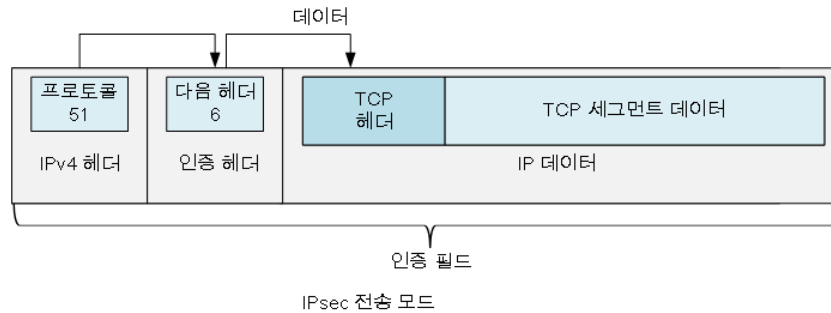 데이터
프로토콜
51
IPv4 헤더
다음 헤더
6
인증 헤더
TCP
헤더
TCP 세그먼트 데이터
IP 데이터
인증 필드
IPsec 전송 모드